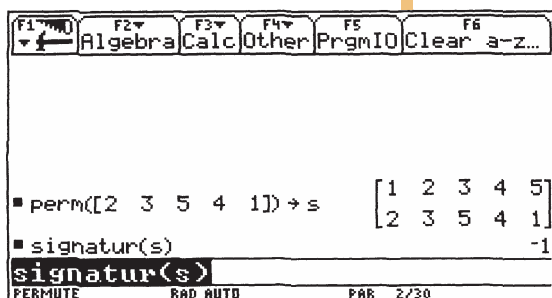 F1 F2 F3 F4 F5 F6
Algebra Calc Other PrgmIO Clear a-z…
perm([2 3 5 4 1])→s [1 2 3 4 5]
[2 3 5 4 1]
signatur(s) -1
signatur(s)
PERMUTE RAD AUTO PAR 2/30